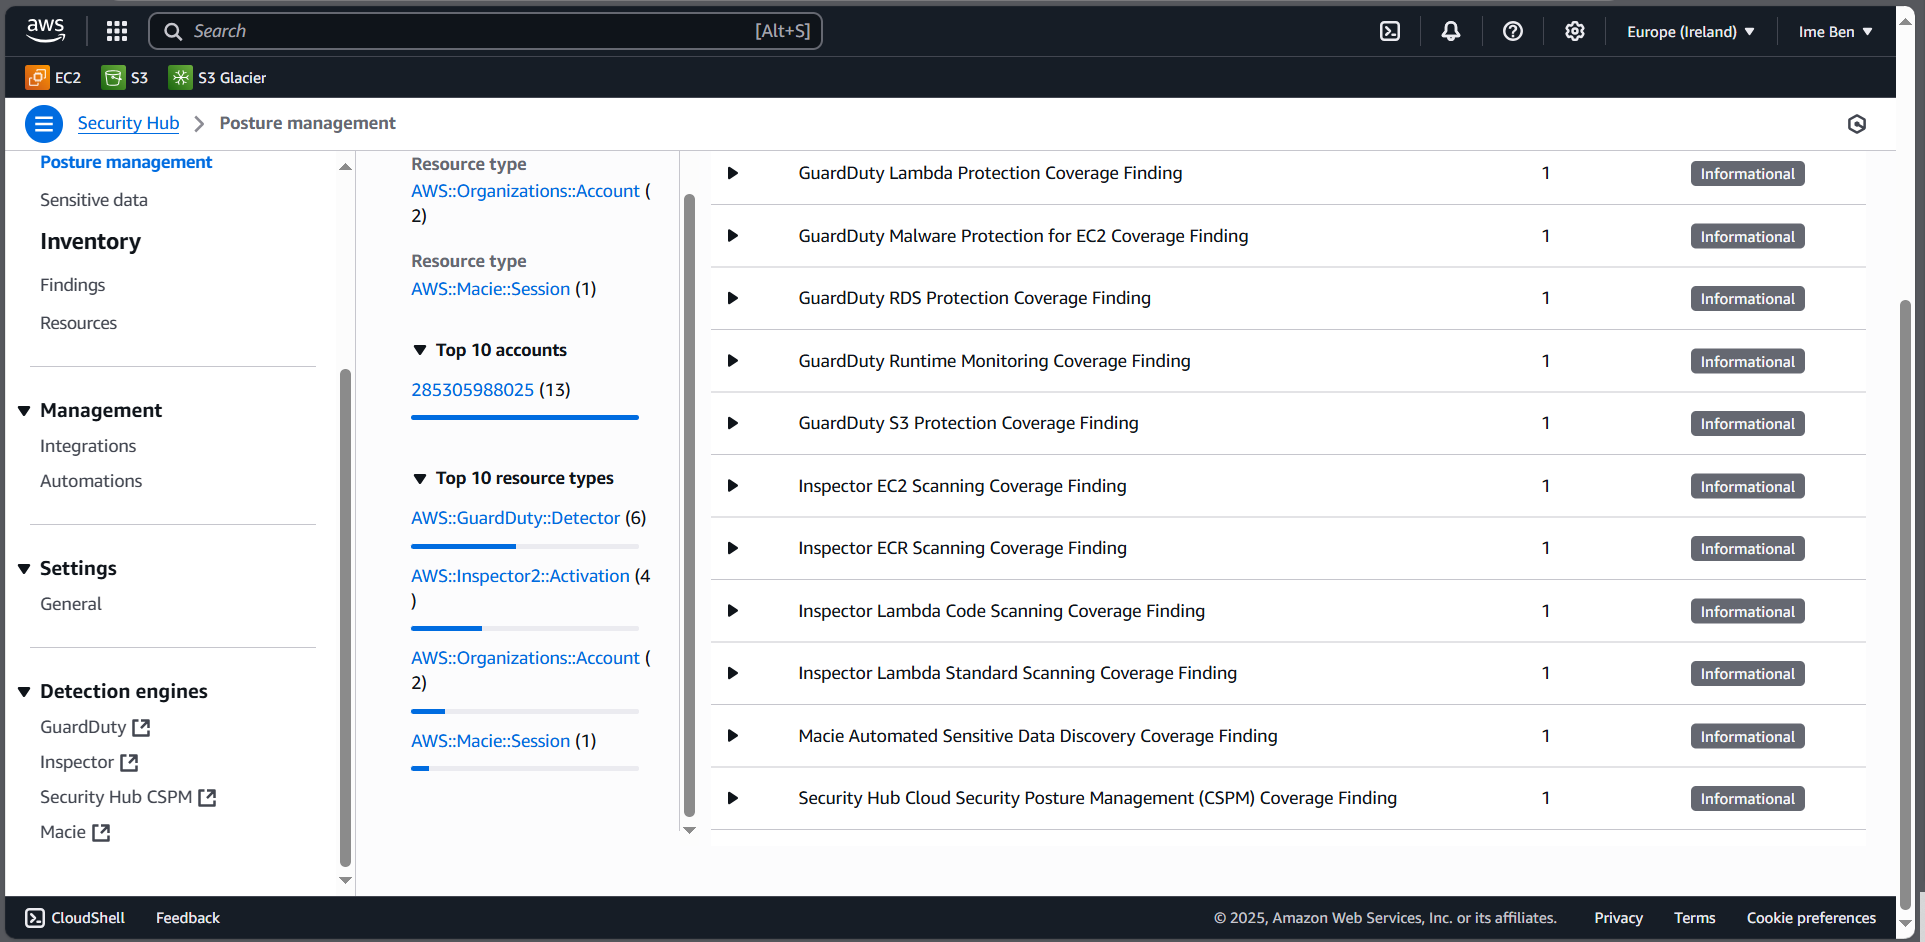 aws
Search
[Alt+S]
Europe (Ireland)
Ime Ben
EC2
S3
S3 Glacier
Security Hub
Posture management
Posture management
Sensitive data
Inventory
Findings
Resources
Management
Integrations
Automations
Settings
General
Detection engines
GuardDuty
Inspector
Security Hub CSPM
Macie
Resource type
AWS::Organizations::Account (
2)
Resource type
AWS::Macie::Session (1)
Top 10 accounts
285305988025 (13)
Top 10 resource types
AWS::GuardDuty::Detector (6)
AWS::Inspector2::Activation (4
)
AWS::Organizations::Account (
2)
AWS::Macie::Session (1)
GuardDuty Lambda Protection Coverage Finding 1 Informational
GuardDuty Malware Protection for EC2 Coverage Finding 1 Informational
GuardDuty RDS Protection Coverage Finding 1 Informational
GuardDuty Runtime Monitoring Coverage Finding 1 Informational
GuardDuty S3 Protection Coverage Finding 1 Informational
Inspector EC2 Scanning Coverage Finding 1 Informational
Inspector ECR Scanning Coverage Finding 1 Informational
Inspector Lambda Code Scanning Coverage Finding 1 Informational
Inspector Lambda Standard Scanning Coverage Finding 1 Informational
Macie Automated Sensitive Data Discovery Coverage Finding 1 Informational
Security Hub Cloud Security Posture Management (CSPM) Coverage Finding 1 Informational
CloudShell
Feedback
© 2025, Amazon Web Services, Inc. or its affiliates.
Privacy
Terms
Cookie preferences